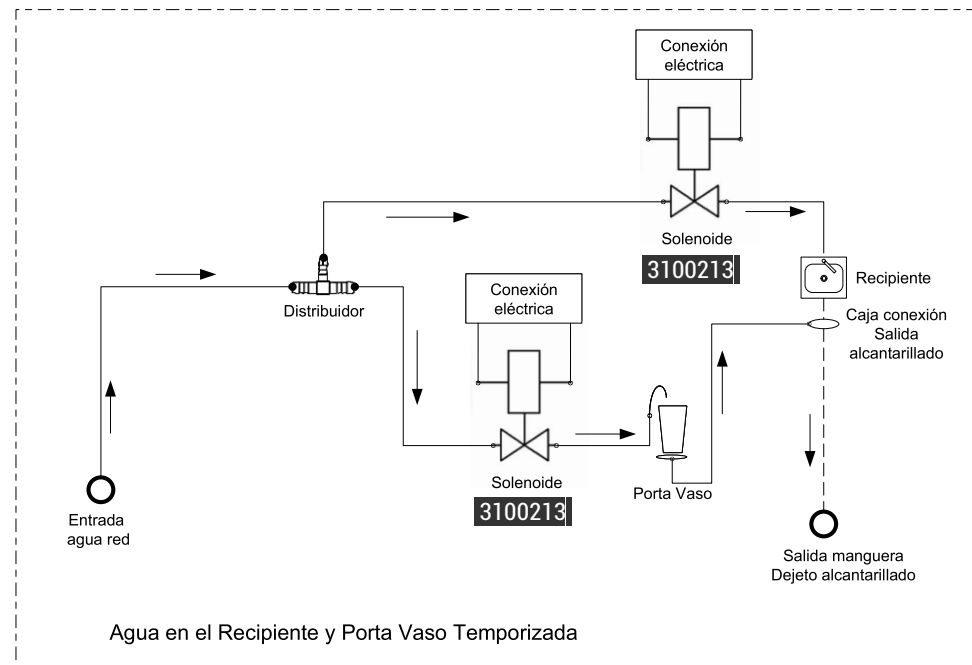 Conexión
eléctrica
Solenoide
3100213
Recipiente
Distribuidor
Conexión
eléctrica
Caja conexión
Salida
alcantarillado
Solenoide
3100213
Porta Vaso
Entrada
agua red
Salida manguera
Dejeto alcantarillado
Agua en el Recipiente y Porta Vaso Temporizada